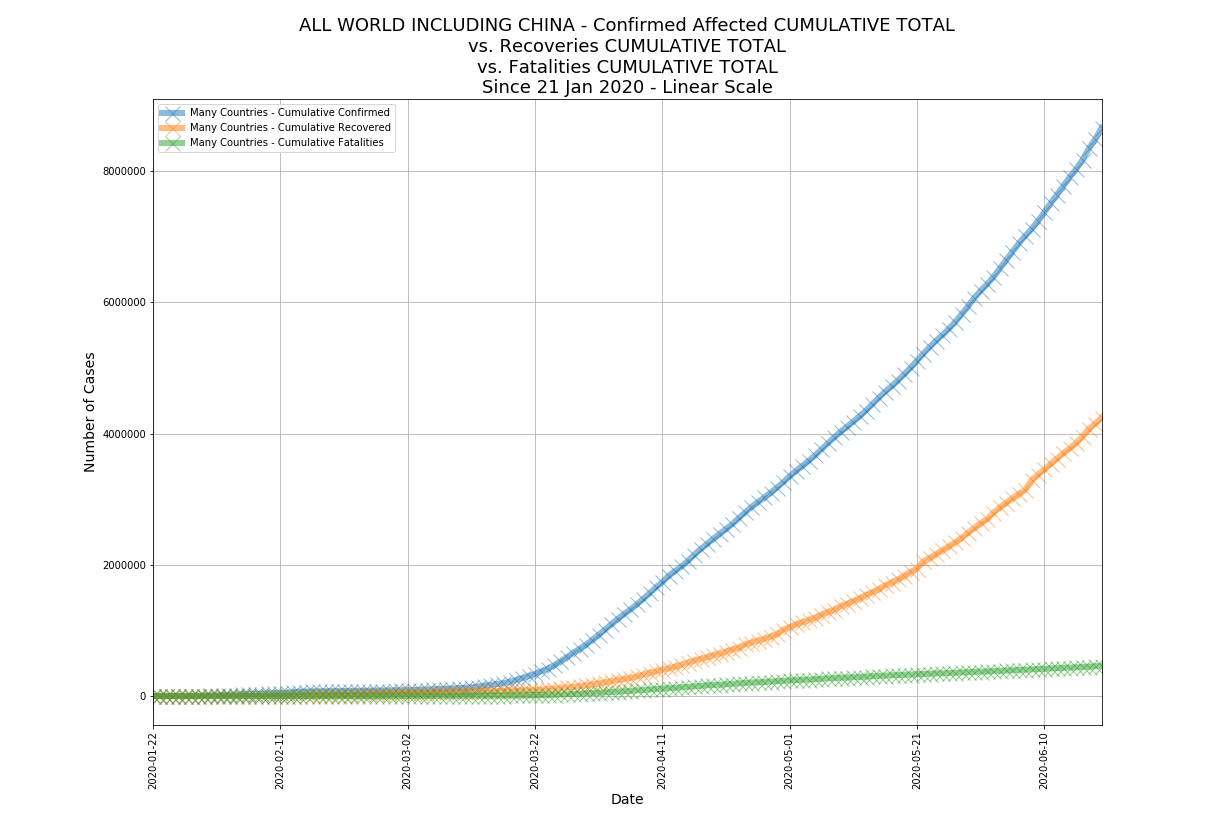 ALL WORLD INCLUDING CHINA - Confirmed Affected CUMULATIVE TOTAL
vs. Recoveries CUMULATIVE TOTAL
vs. Fatalities CUMULATIVE TOTAL
Since 21 Jan 2020 - Linear Scale
Many Countries - Cumulative Confirmed
Many Countries - Cumulative Recovered
Many Countries - Cumulative Fatalities
Number of Cases
8000000
6000000
4000000
2000000
0
2020-01-22
2020-02-11
2020-03-02
2020-03-22
2020-04-11
2020-05-01
2020-05-21
2020-06-10
Date